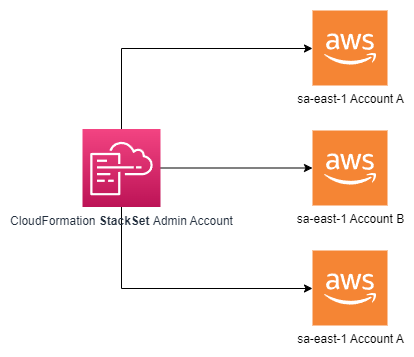 aws
sa-east-1 Account A
aws
CloudFormation StackSet Admin Account
sa-east-1 Account B
aws
sa-east-1 Account A